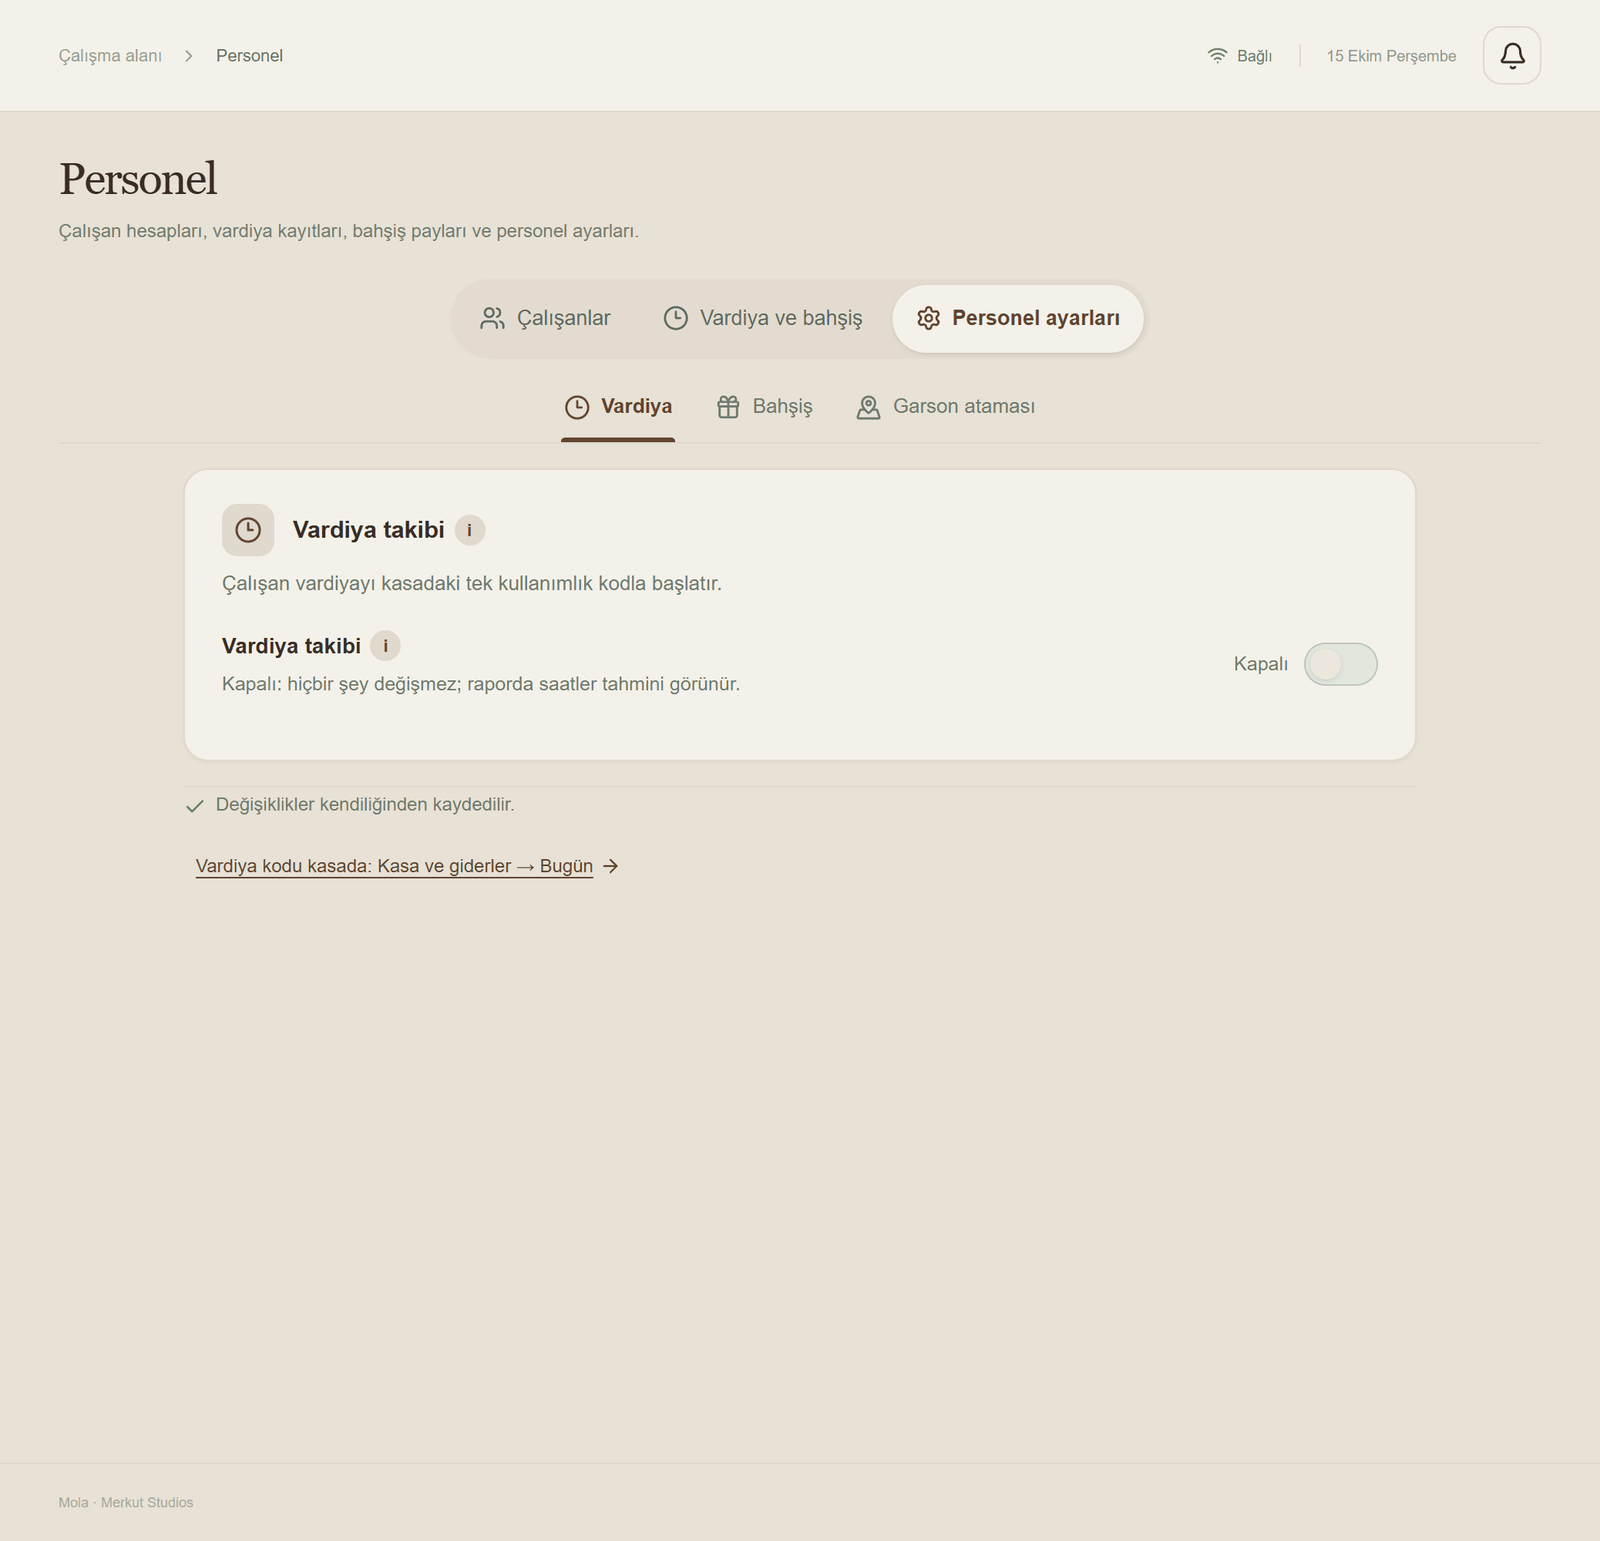 Çalışma alanı > Personel
Bağlı
15 Ekim Perşembe
Personel
Çalışan hesapları, vardiya kayıtları, bahşiş payları ve personel ayarları.
Çalışanlar
Vardiya ve bahşiş
Personel ayarları
Vardiya
Bahşiş
Garson ataması
Vardiya takibi i
Çalışan vardiyayı kasadaki tek kullanımlık kodla başlatır.
Vardiya takibi i
Kapalı: hiçbir şey değişmez; raporda saatler tahmini görünür.
Kapalı
Değişiklikler kendiliğinden kaydedilir.
Vardiya kodu kasada: Kasa ve giderler → Bugün →
Mola · Merkut Studios